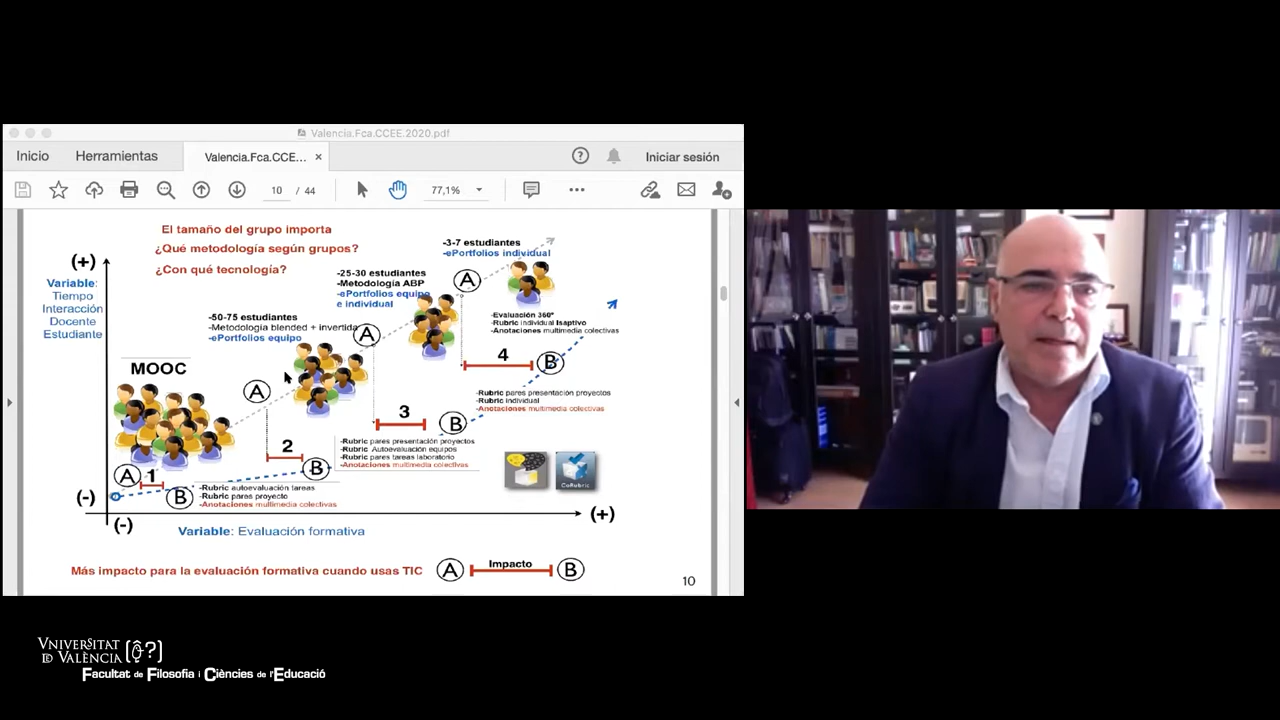 Valencia.Fca.CCEE.2020.pdf
Inicio
Herramientas
Valencia.Fca.CCE... ×
Iniciar sesión
10 / 44
77,1%
El tamaño del grupo importa
¿Qué metodología según grupos?
¿Con qué tecnología?
(+)
Variable:
Tiempo
Interacción
Docente
Estudiante
-3-7 estudiantes
-ePortfolios individual
-25-30 estudiantes
-Metodología ABP
-ePortfolios equipo
e individual
A
-50-75 estudiantes
-Metodología blended + invertida
-ePortfolios equipo
A
-Evaluación 360º
-Rubric individual Isaptivo
-Anotaciones multimedia colectivas
MOOC
4
B
A
-Rubric pares presentación proyectos
-Rubric individual
-Anotaciones multimedia colectivas
3
B
2
B
-Rubric pares presentación proyectos
-Rubric Autoevaluación equipos
-Rubric pares tareas laboratorio
-Anotaciones multimedia colectivas
CoRubric
A
1
B
-Rubric autoevaluación tareas
-Rubric pares proyecto
-Anotaciones multimedia colectivas
(-)
(-)
(+)
Variable: Evaluación formativa
Más impacto para la evaluación formativa cuando usas TIC
A
Impacto
B
10
VNIVERSITAT
DE VALÈNCIA
Facultat de Filosofia i Ciències de l'Educació